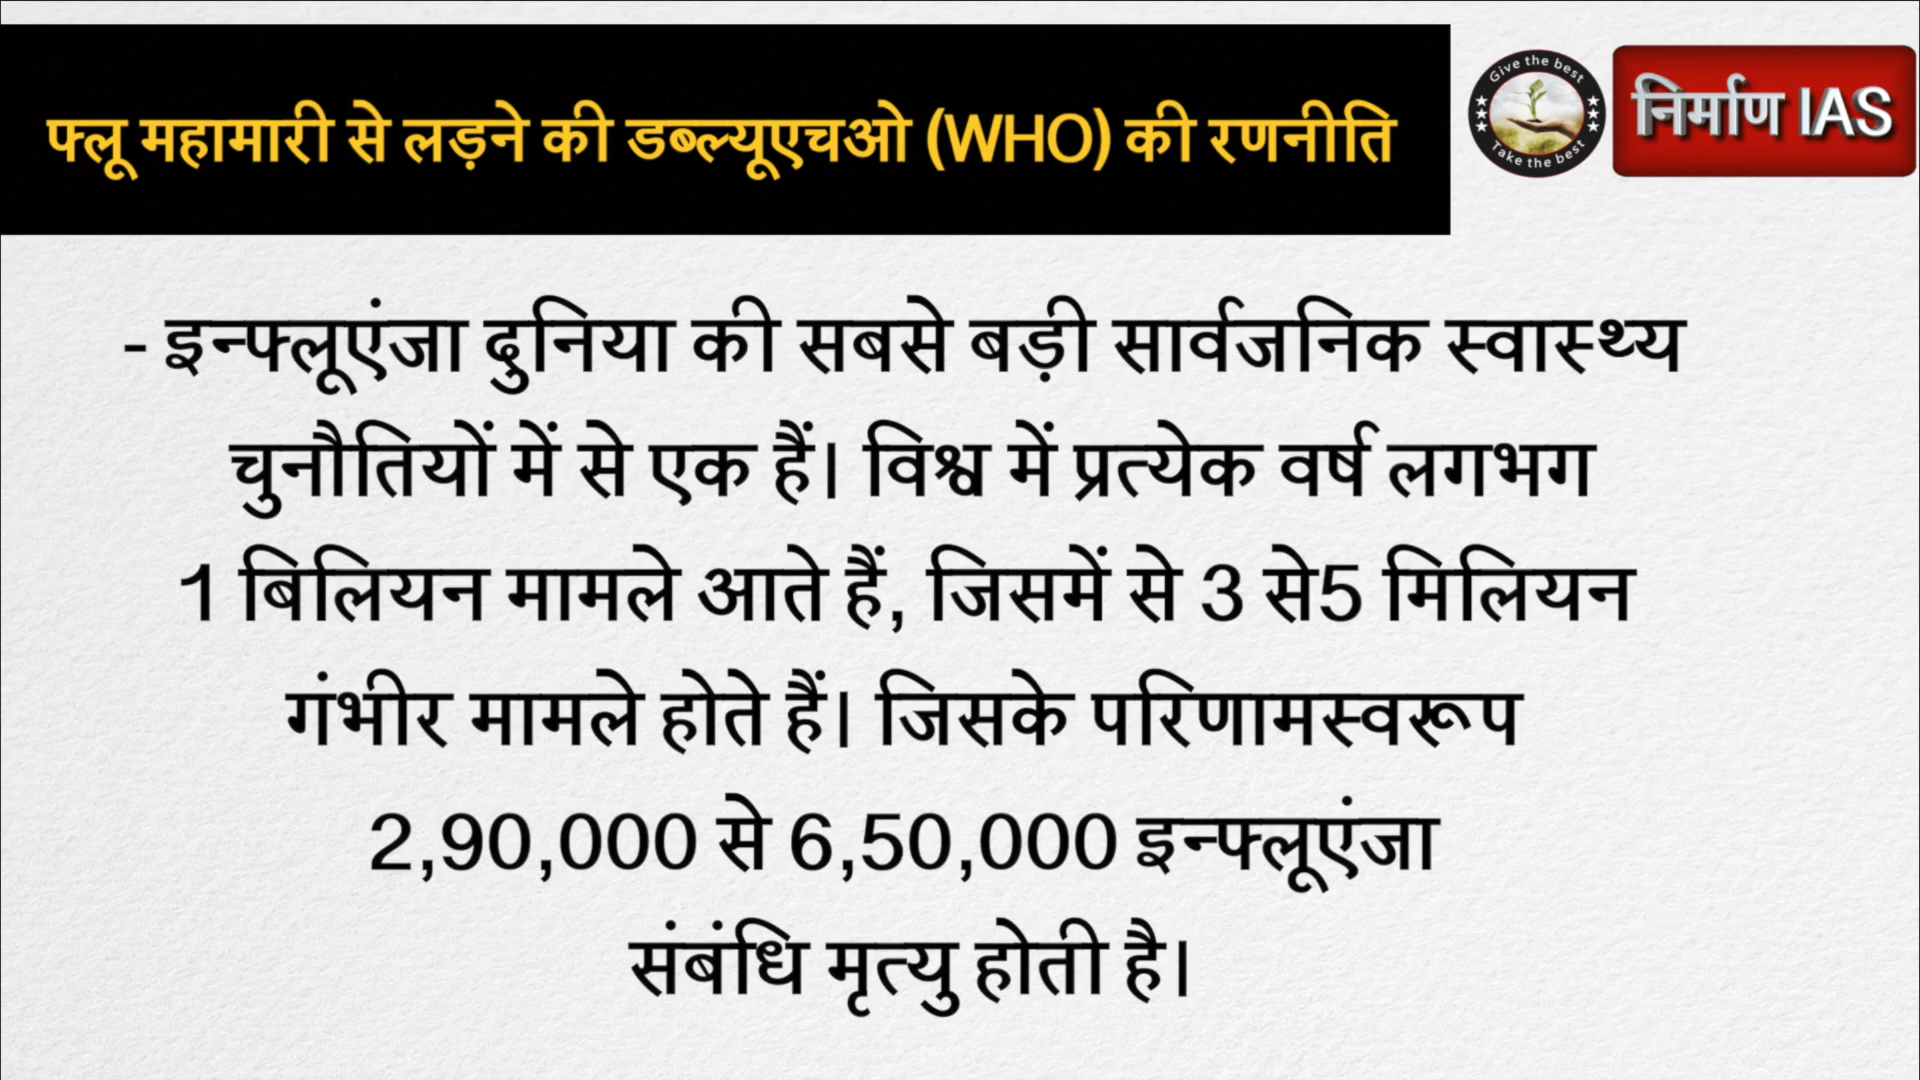 फ्लू महामारी से लड़ने की डब्ल्यूएचओ (WHO) की रणनीति
Give the best
Take the best
निर्माण IAS
- इन्फ्लूएंजा दुनिया की सबसे बड़ी सार्वजनिक स्वास्थ्य
चुनौतियों में से एक हैं। विश्व में प्रत्येक वर्ष लगभग
1 बिलियन मामले आते हैं, जिसमें से 3 से5 मिलियन
गंभीर मामले होते हैं। जिसके परिणामस्वरूप
2,90,000 से 6,50,000 इन्फ्लूएंजा
संबंधि मृत्यु होती है।